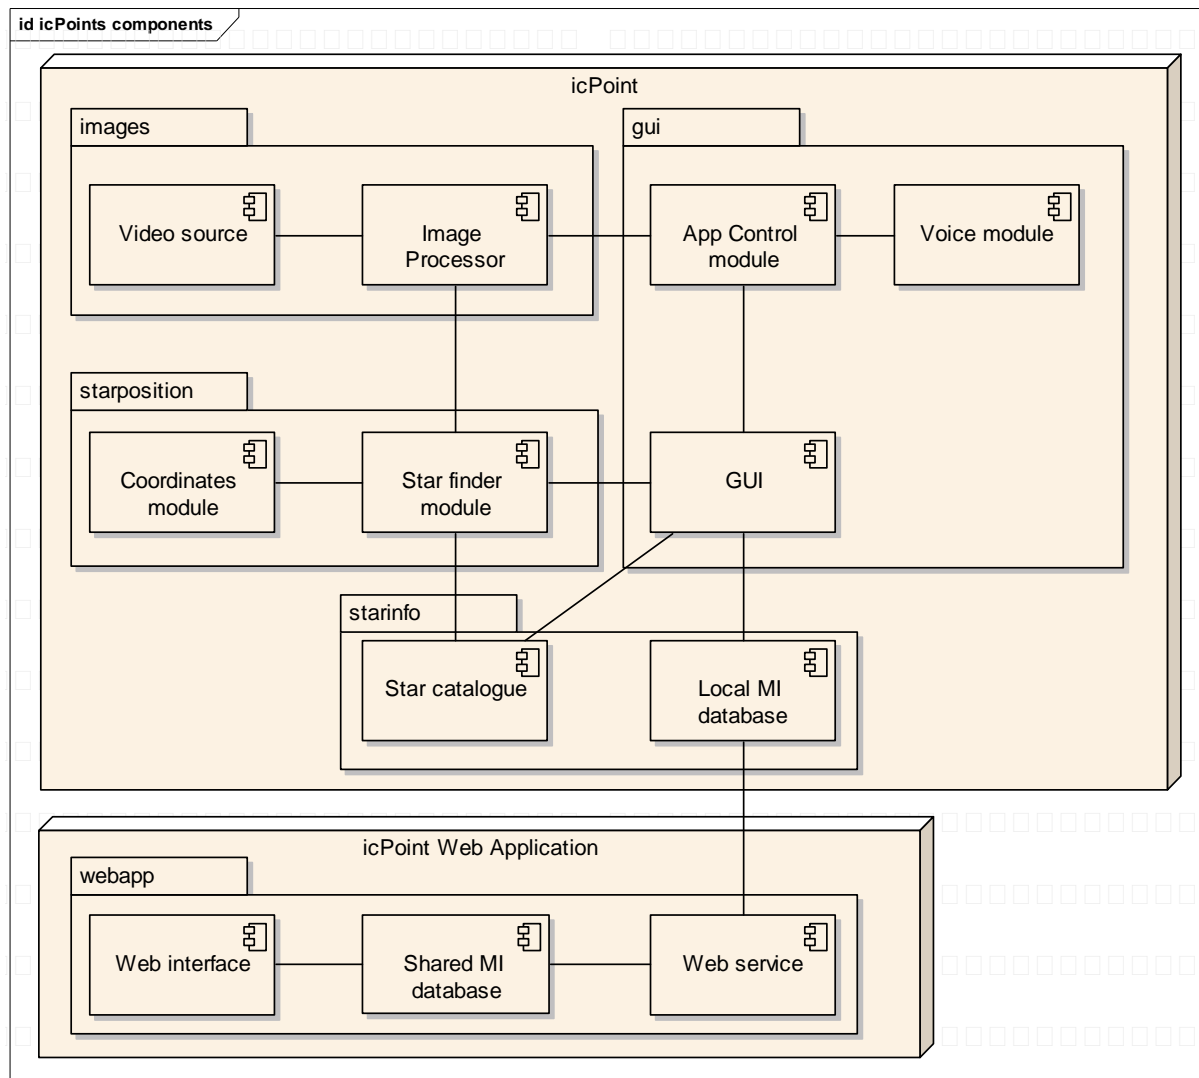 id icPoints components
icPoint
images
gui
Video source
Image
Processor
App Control
module
Voice module
starposition
Coordinates
module
Star finder
module
GUI
starinfo
Star catalogue
Local MI
database
icPoint Web Application
webapp
Web interface
Shared MI
database
Web service